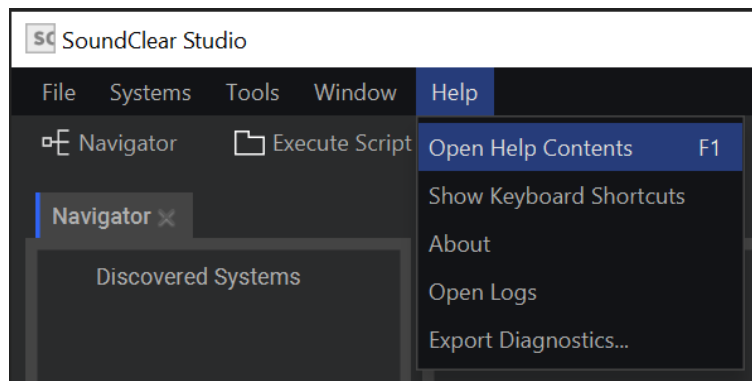 SC SoundClear Studio
File Systems Tools Window Help
Navigator Execute Script
Open Help Contents F1
Show Keyboard Shortcuts
Navigator
About
Discovered Systems
Open Logs
Export Diagnostics...